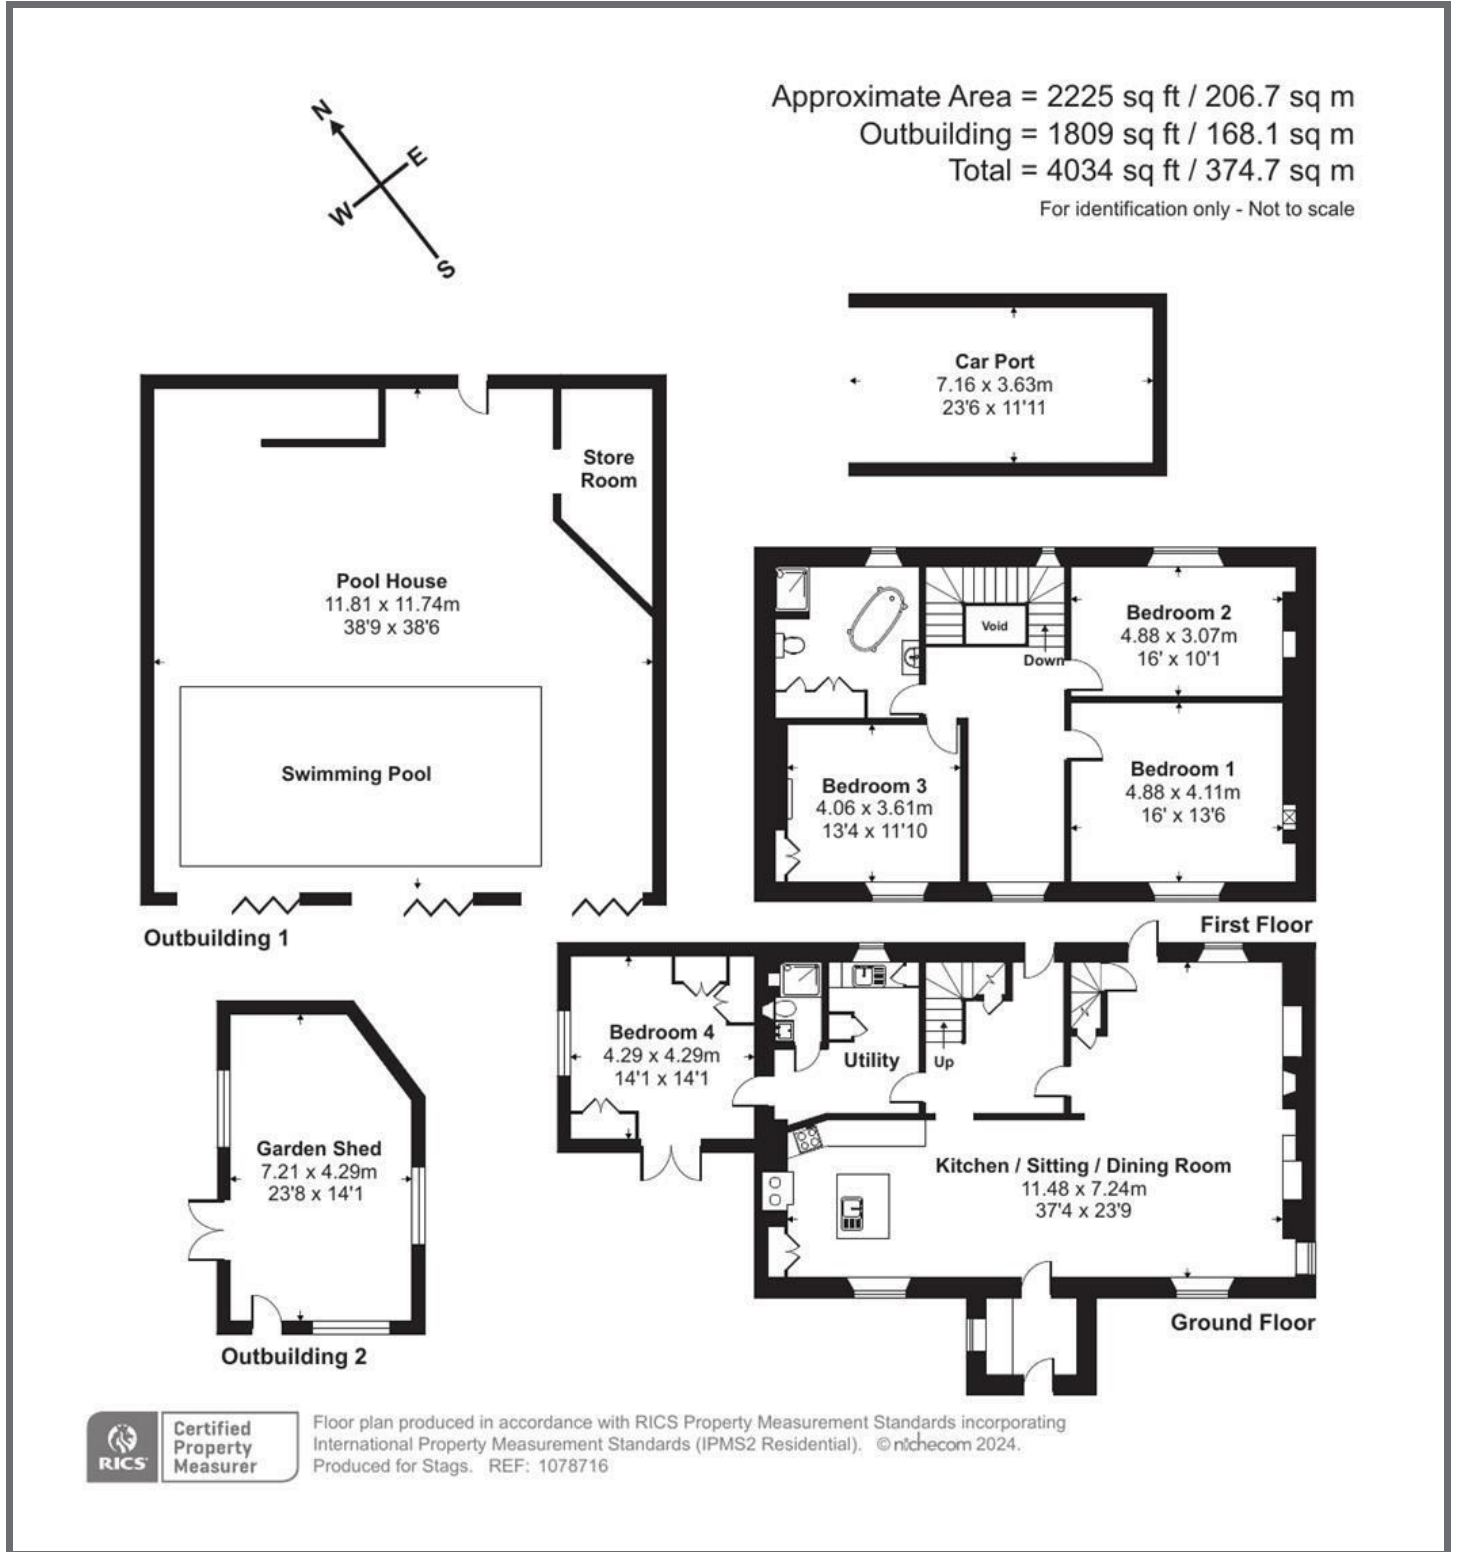 Approximate Area = 2225 sq ft / 206.7 sq m
Outbuilding = 1809 sq ft / 168.1 sq m
Total = 4034 sq ft / 374.7 sq m
For identification only - Not to scale
N
E
W
S
Car Port
7.16 x 3.63m
23'6 x 11'11
Store
Room
Pool House
11.81 x 11.74m
38'9 x 38'6
Swimming Pool
Outbuilding 1
Void
Down
Bedroom 2
4.88 x 3.07m
16' x 10'1
Bedroom 1
4.88 x 4.11m
16' x 13'6
Bedroom 3
4.06 x 3.61m
13'4 x 11'10
First Floor
Bedroom 4
4.29 x 4.29m
14'1 x 14'1
Utility
Up
Kitchen / Sitting / Dining Room
11.48 x 7.24m
37'4 x 23'9
Ground Floor
Garden Shed
7.21 x 4.29m
23'8 x 14'1
Outbuilding 2
RICS
Certified
Property
Measurer
Floor plan produced in accordance with RICS Property Measurement Standards incorporating
International Property Measurement Standards (IPMS2 Residential). © nichecom 2024.
Produced for Stags. REF: 1078716